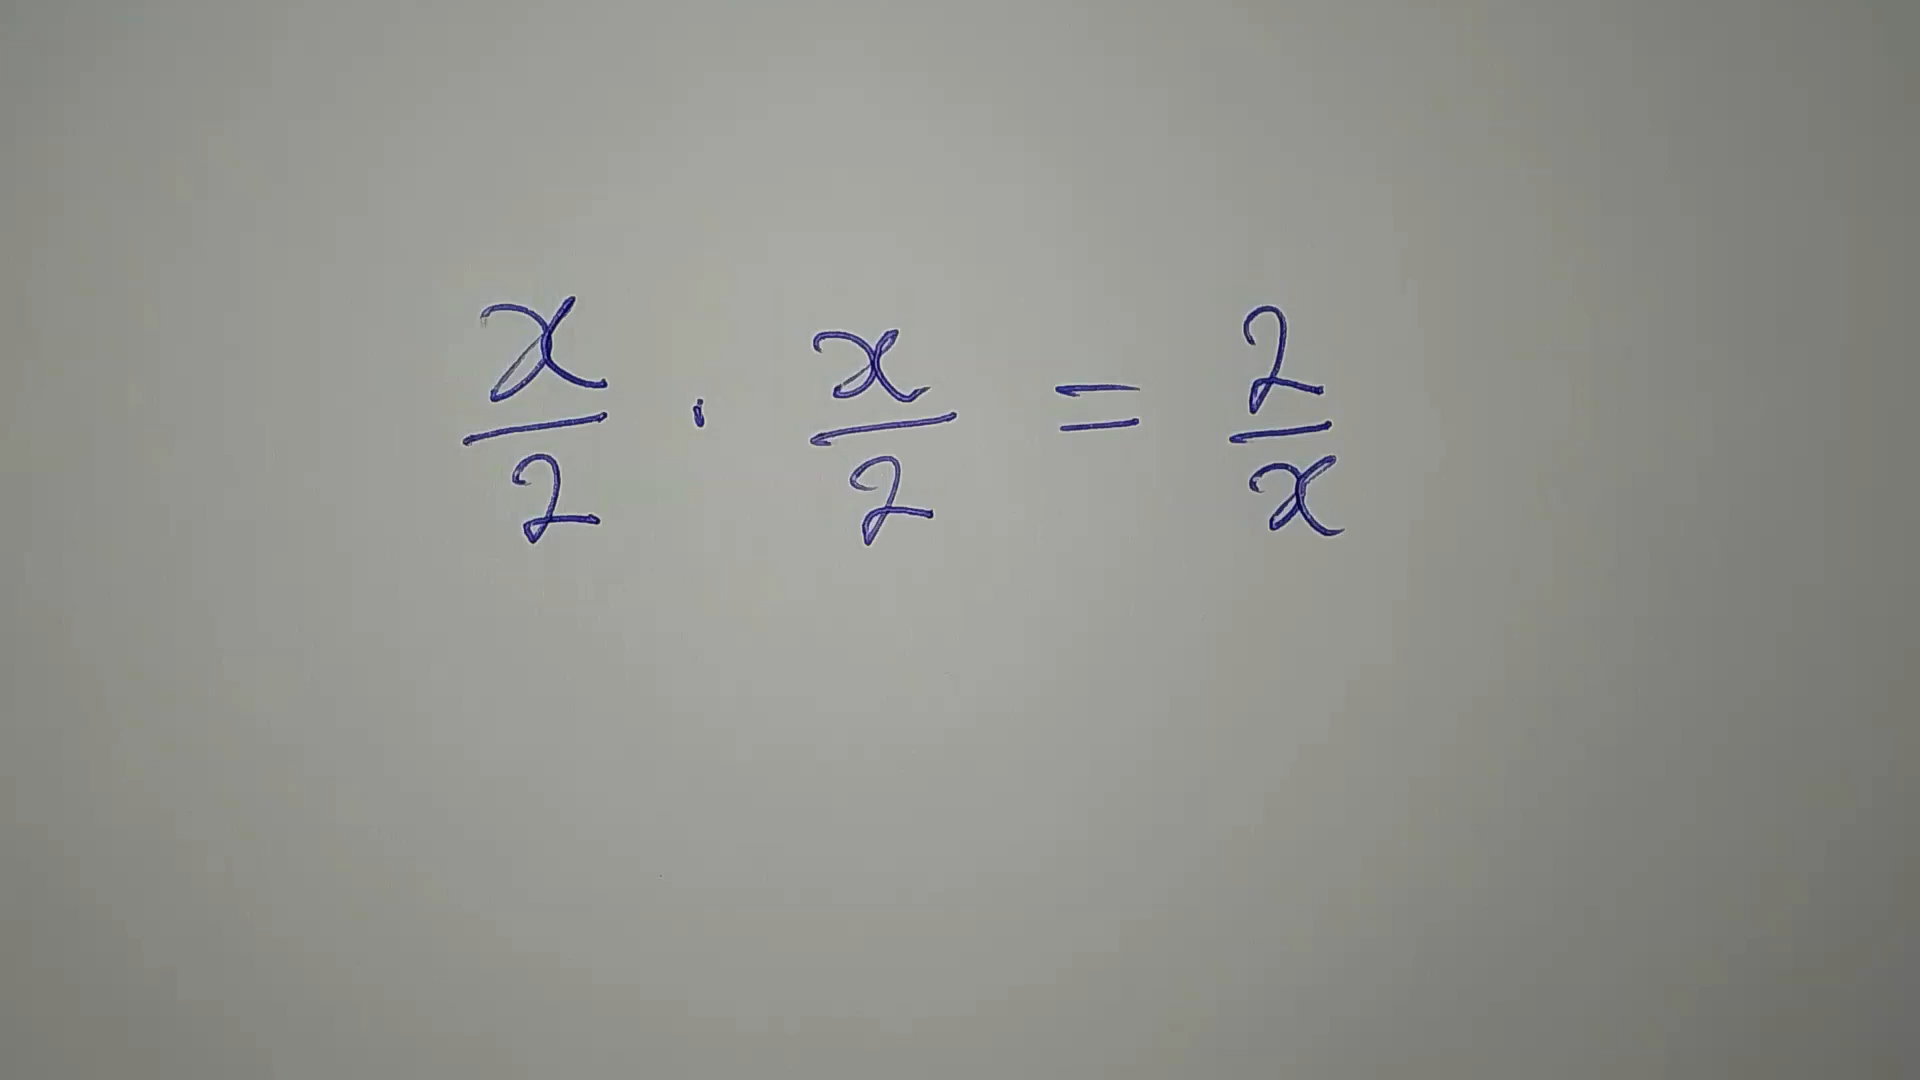 x/2 · x/2 = 2/x